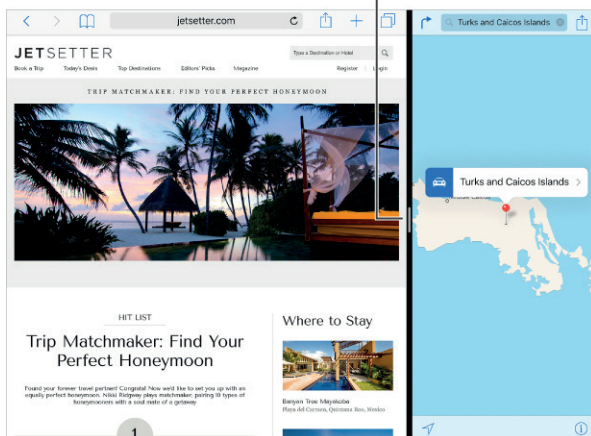 jetsetter.com
Turks and Caicos Islands
JETSETTER
Type a Destination or Hotel
Book a Trip Today's Deals Top Destinations Editors' Picks Magazine Register Login
TRIP MATCHMAKER: FIND YOUR PERFECT HONEYMOON
Turks and Caicos Islands
HIT LIST
Trip Matchmaker: Find Your
Perfect Honeymoon
Found your forever travel partner? Congrats! Now we'd like to set you up with an
equally perfect honeymoon. Nikki Ridgway plays matchmaker, pairing 10 types of
honeymooners with a soul mate of a getaway
1
Where to Stay
Banyan Tree Mayakoba
Playa del Carmen, Quintana Roo, Mexico